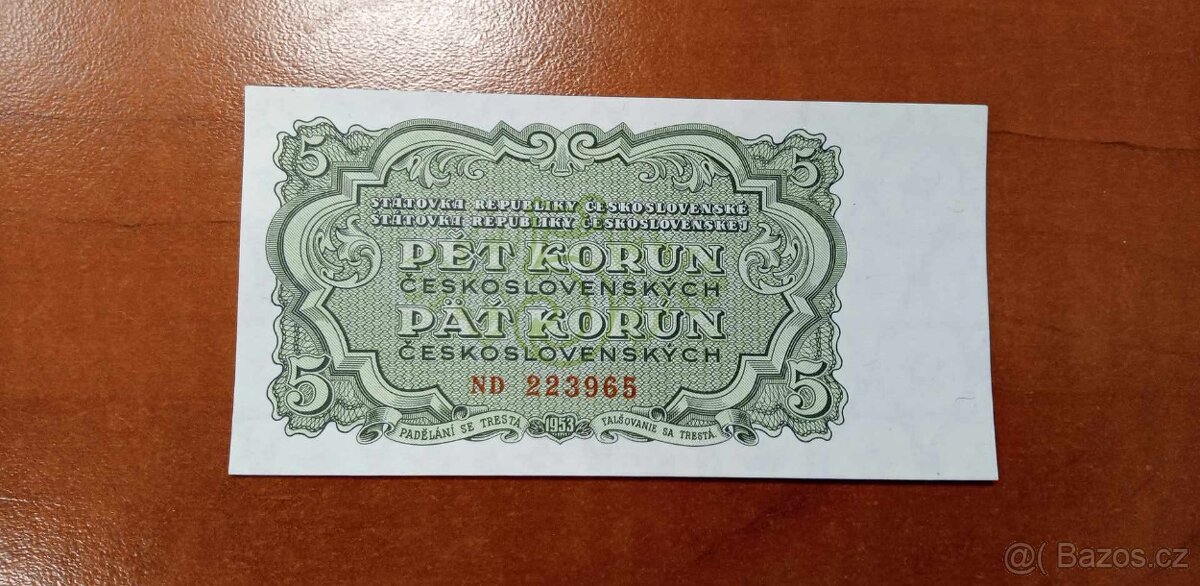 5 5
STÁTOVKA REPUBLIKY ČESKOSLOVENSKÉ
ŠTÁTOVKA REPUBLIKY ČESKOSLOVENSKEJ
PĚT KORUN
ČESKOSLOVENSKÝCH
PÄŤ KORÚN
ČESKOSLOVENSKÝCH
5 5
ND 223965
PADĚLÁNÍ SE TRESTÁ 1953 FALŠOVANIE SA TRESTÁ.
@( Bazos.cz